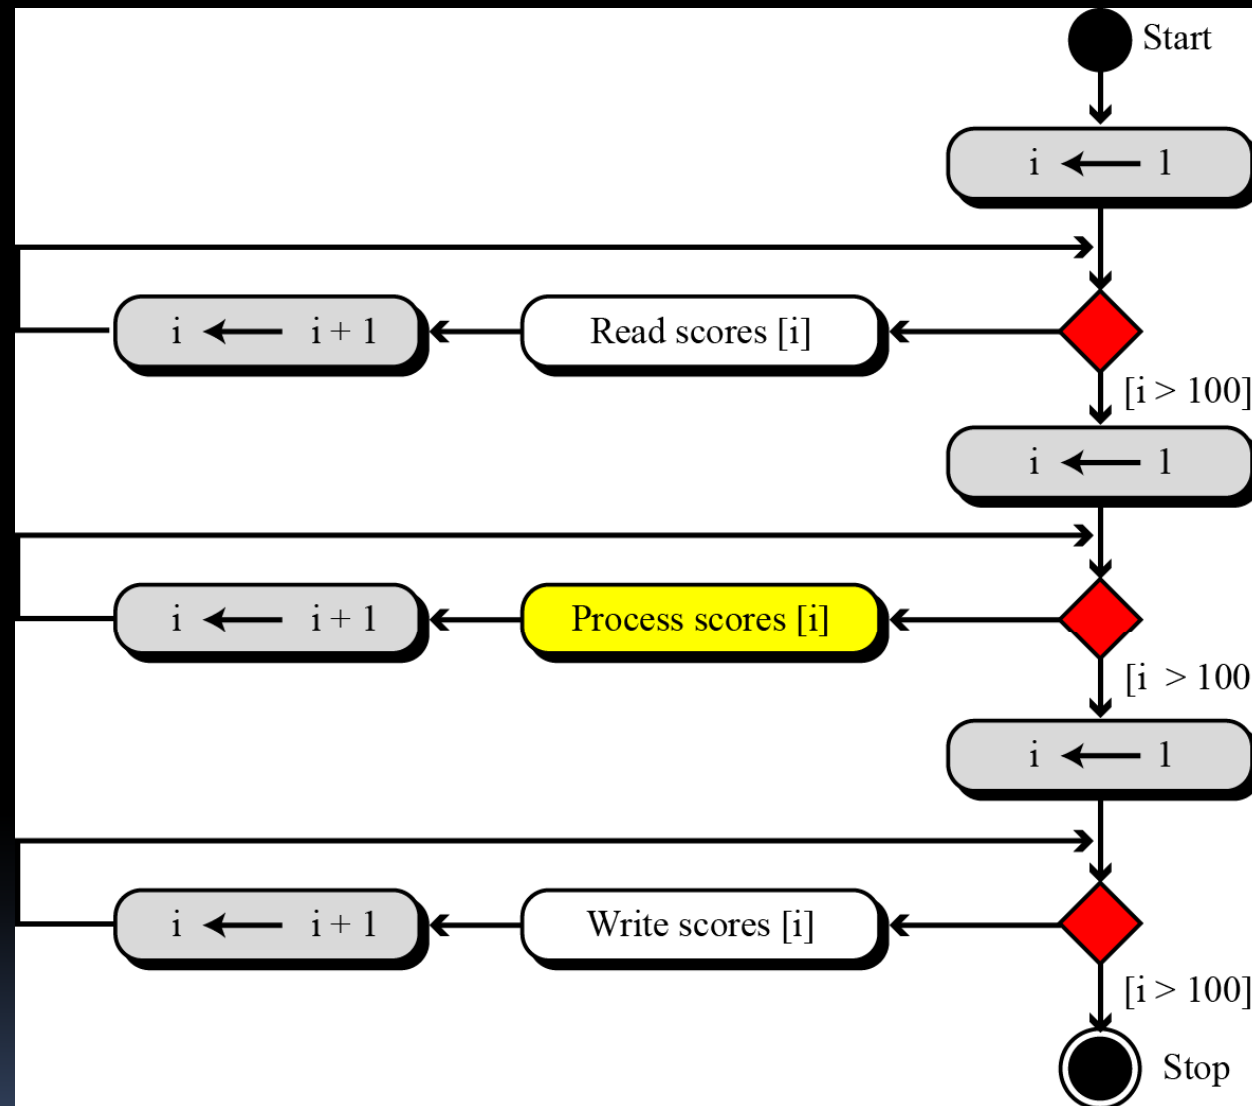 Start
i ← 1
i ← i + 1
Read scores [i]
[i > 100]
i ← 1
i ← i + 1
Process scores [i]
[i > 100
i ← 1
i ← i + 1
Write scores [i]
[i > 100]
Stop